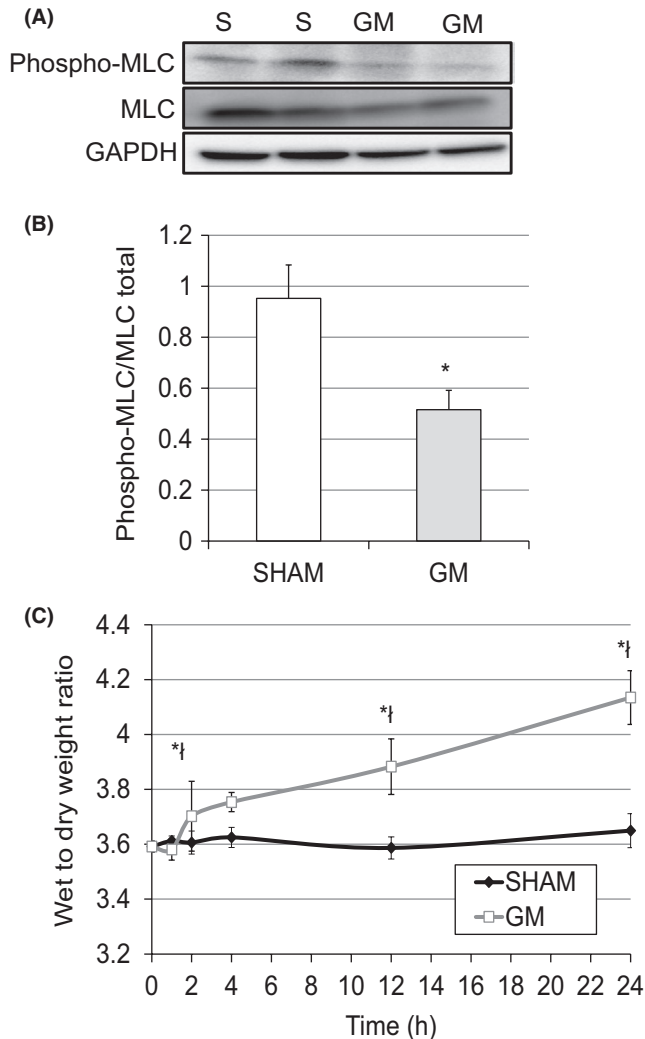 (A)
S S GM GM
Phospho-MLC
MLC
GAPDH
(B)
Phospho-MLC/MLC total
1.2
1
0.8
0.6
0.4
0.2
0
*
SHAM GM
(C)
Wet to dry weight ratio
4.4
4.2
4
3.8
3.6
3.4
3.2
*ƚ
*ƚ
*ƚ
SHAM
GM
0 2 4 6 8 10 12 14 16 18 20 22 24
Time (h)